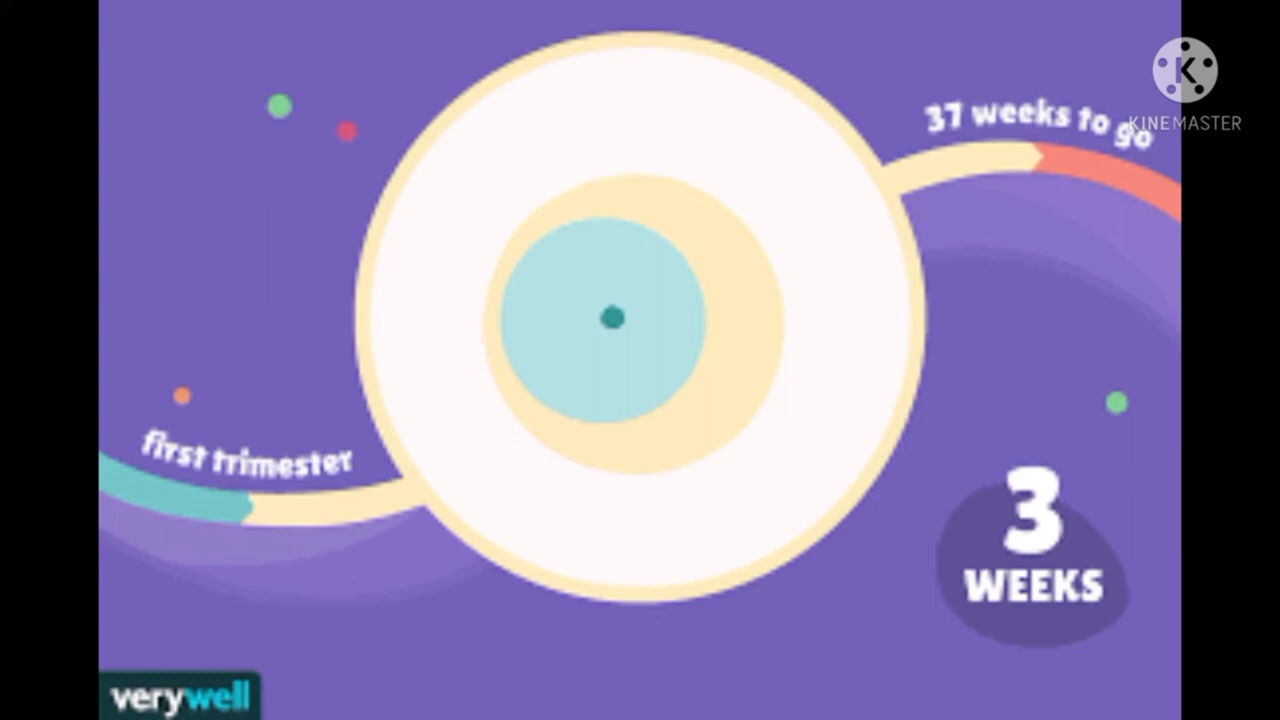 K
KINEMASTER
37 weeks to go
first trimester
3
WEEKS
verywell